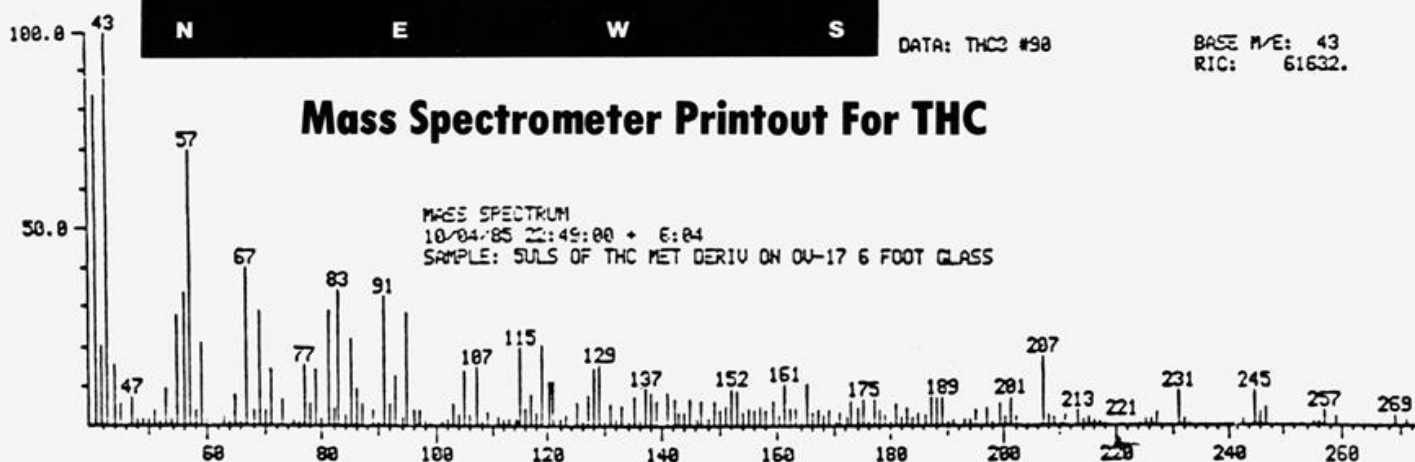 N E W S
DATA: THC2 #90
BASE M/E: 43
RIC: 61632.
Mass Spectrometer Printout For THC
MASS SPECTRUM
10/04/85 22:49:00 + 6:04
SAMPLE: 5ULS OF THC MET DERIV ON OV-17 6 FOOT GLASS
100.0
50.0
43
57
67
83
91
77
47
107
115
129
137
152
161
175
189
201
207
213
221
231
245
257
269
60 80 100 120 140 160 180 200 220 240 260